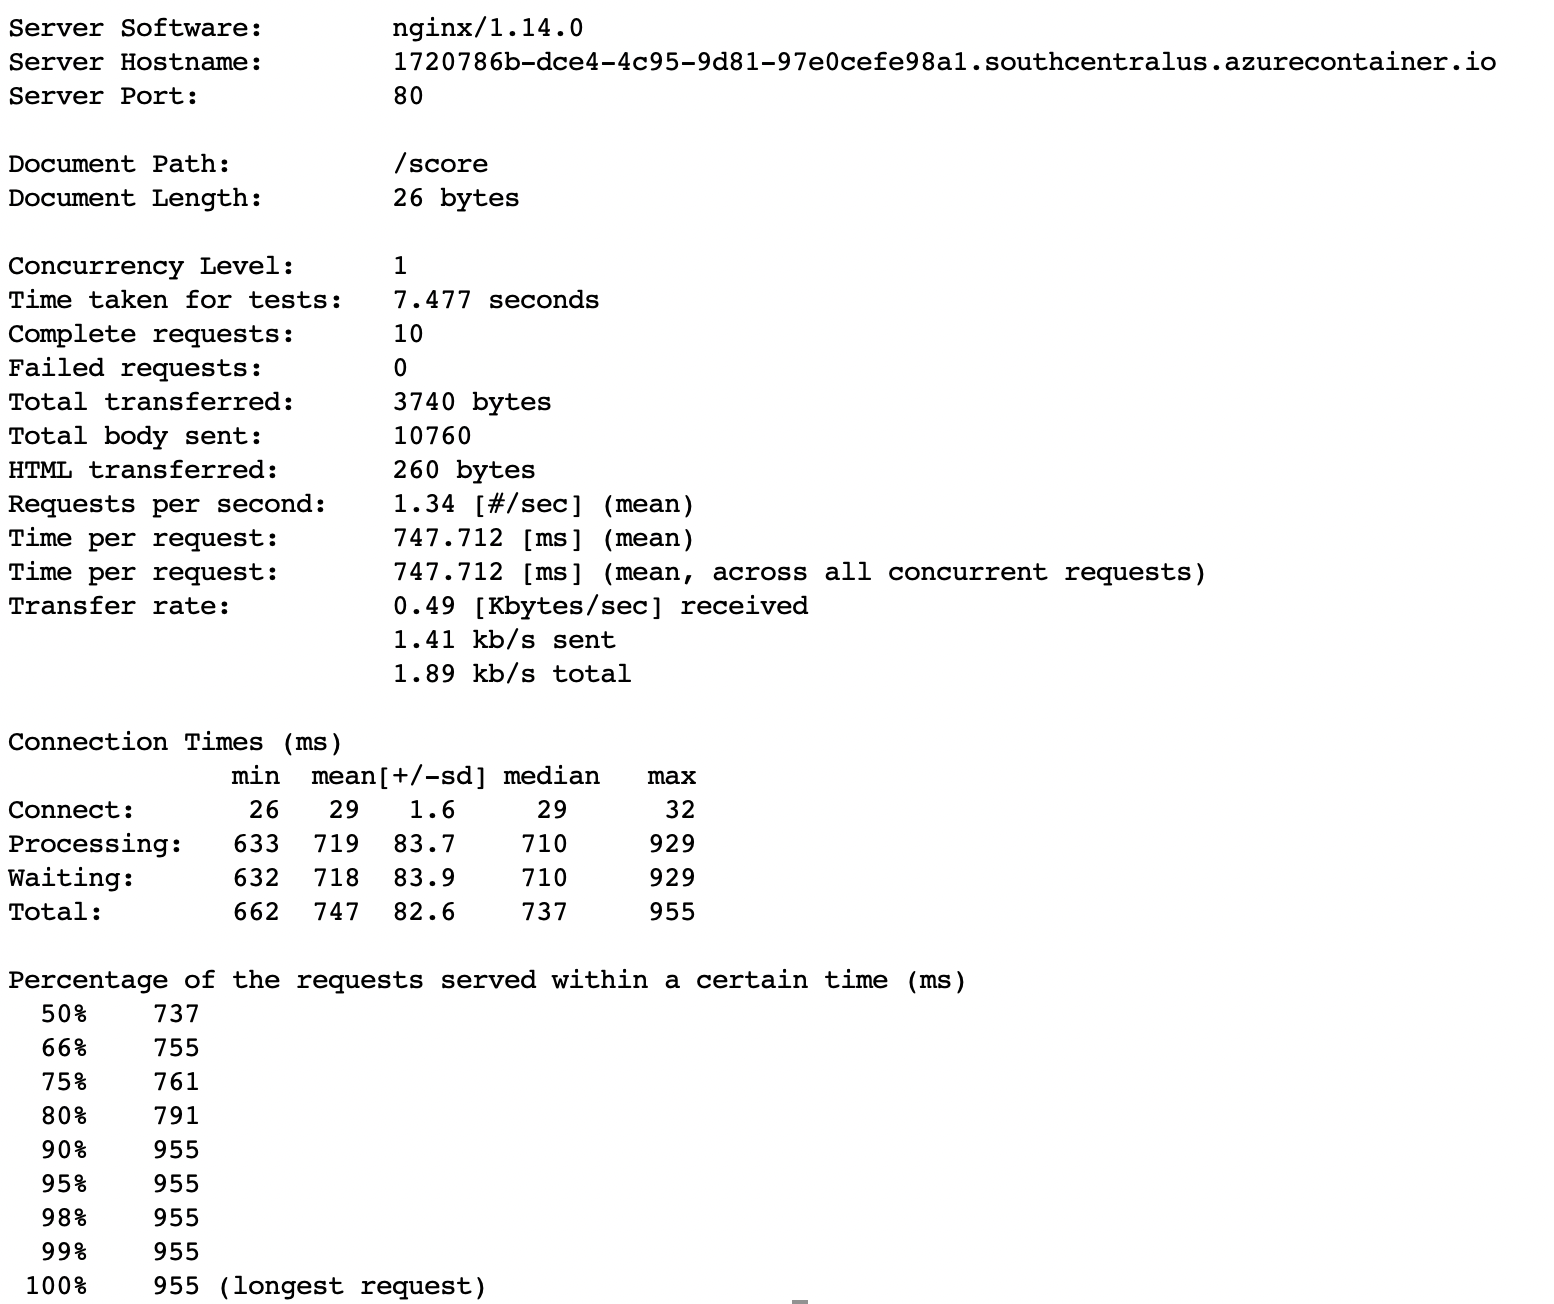 Server Software:        nginx/1.14.0
Server Hostname:        1720786b-dce4-4c95-9d81-97e0cefe98a1.southcentralus.azurecontainer.io
Server Port:            80

Document Path:          /score
Document Length:        26 bytes

Concurrency Level:      1
Time taken for tests:   7.477 seconds
Complete requests:      10
Failed requests:        0
Total transferred:      3740 bytes
Total body sent:        10760
HTML transferred:       260 bytes
Requests per second:    1.34 [#/sec] (mean)
Time per request:       747.712 [ms] (mean)
Time per request:       747.712 [ms] (mean, across all concurrent requests)
Transfer rate:          0.49 [Kbytes/sec] received
                        1.41 kb/s sent
                        1.89 kb/s total

Connection Times (ms)
              min  mean[+/-sd] median   max
Connect:       26   29   1.6     29      32
Processing:   633  719  83.7    710     929
Waiting:      632  718  83.9    710     929
Total:        662  747  82.6    737     955

Percentage of the requests served within a certain time (ms)
  50%    737
  66%    755
  75%    761
  80%    791
  90%    955
  95%    955
  98%    955
  99%    955
 100%    955 (longest request)